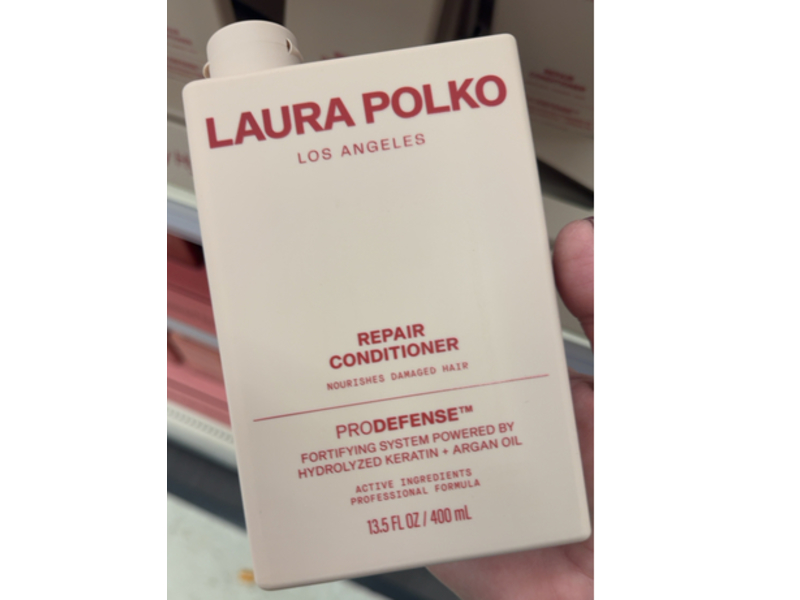 LAURA POLKO
LOS ANGELES
REPAIR
CONDITIONER
NOURISHES DAMAGED HAIR
PRODEFENSE™
FORTIFYING SYSTEM POWERED BY
HYDROLYZED KERATIN + ARGAN OIL
ACTIVE INGREDIENTS
PROFESSIONAL FORMULA
13.5 FL OZ / 400 mL